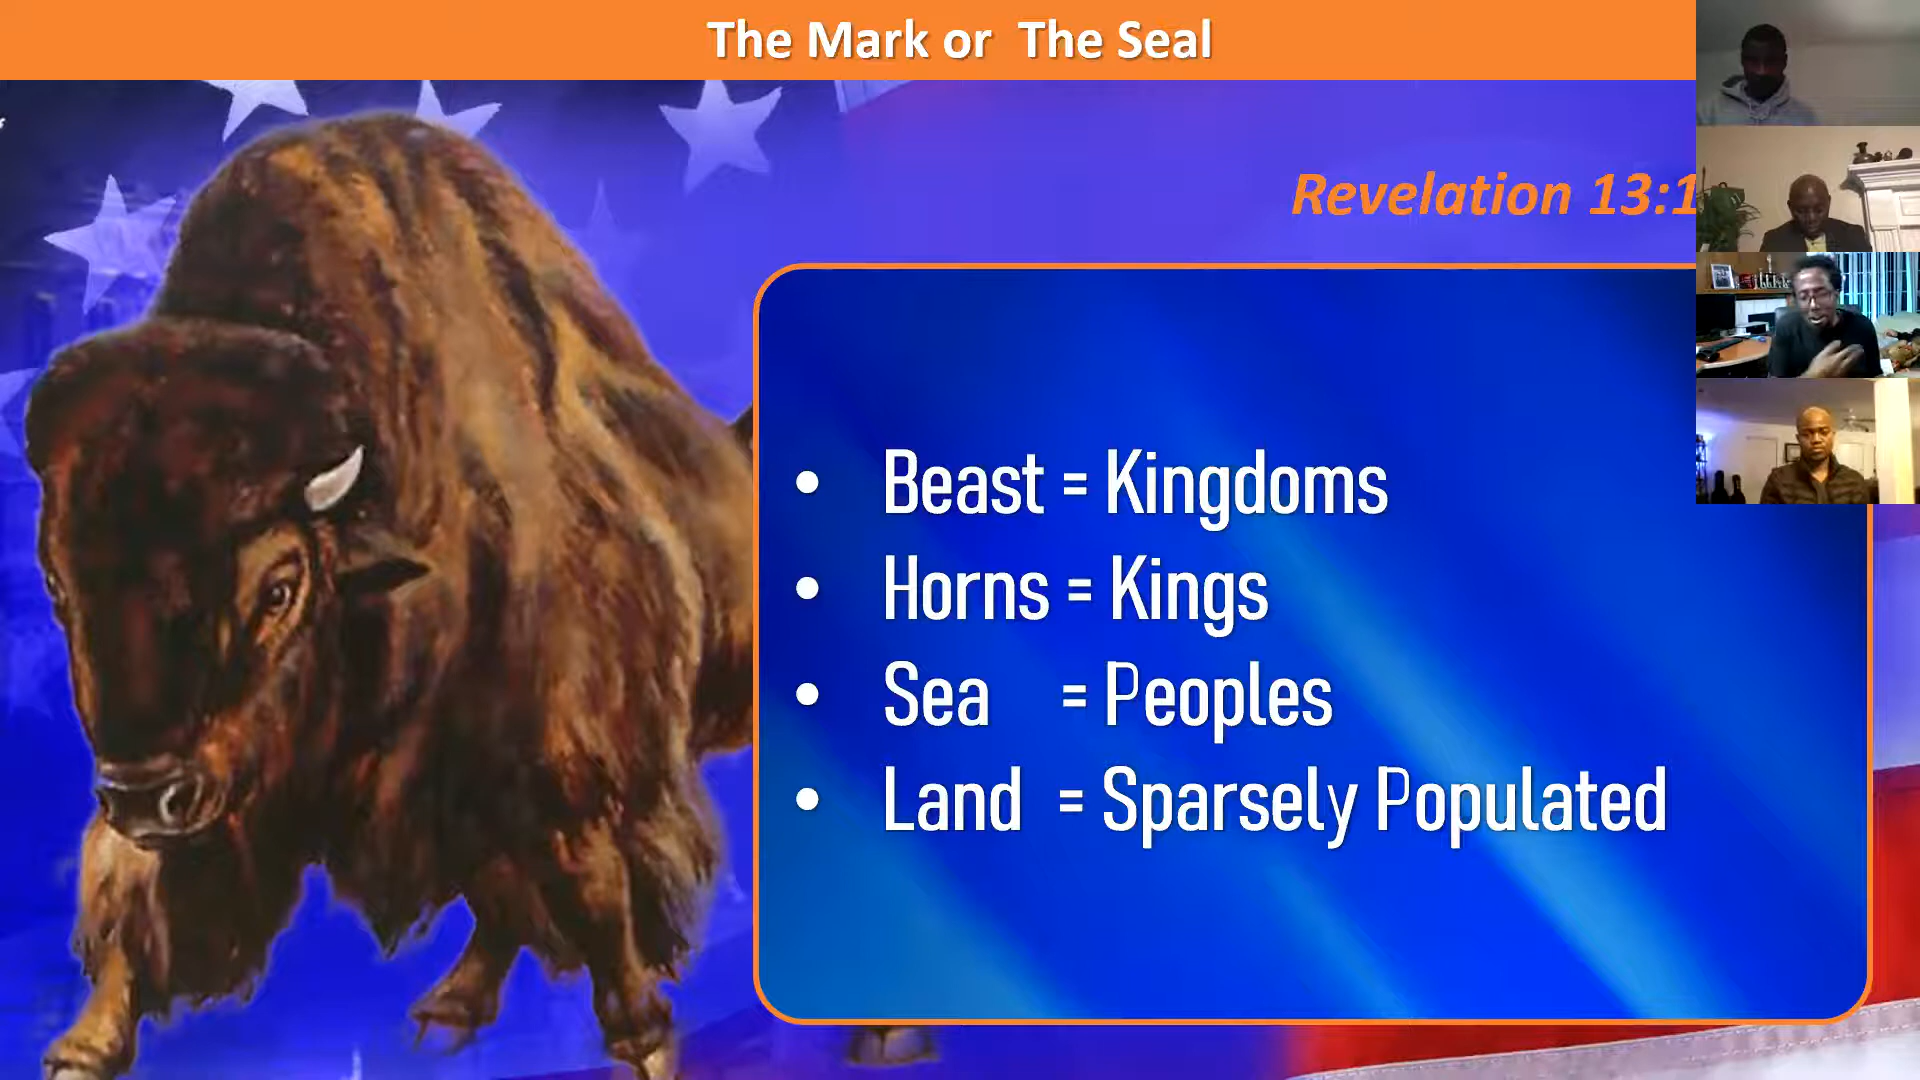 The Mark or The Seal
Revelation 13:1
• Beast = Kingdoms
• Horns = Kings
• Sea = Peoples
• Land = Sparsely Populated